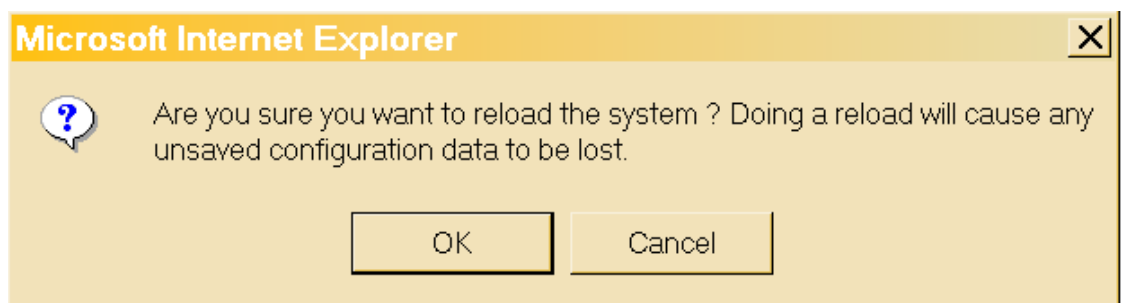 Microsoft Internet Explorer
Are you sure you want to reload the system ? Doing a reload will cause any
unsaved configuration data to be lost.
OK Cancel